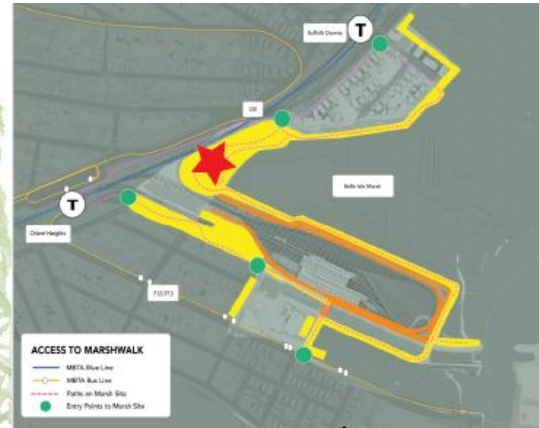 Suffolk Downs
T
120
Belle Isle Marsh
T
Orient Heights
712/713
ACCESS TO MARSHWALK
MBTA Blue Line
MBTA Bus Line
Paths on Marsh Site
Entry Points to Marsh Site